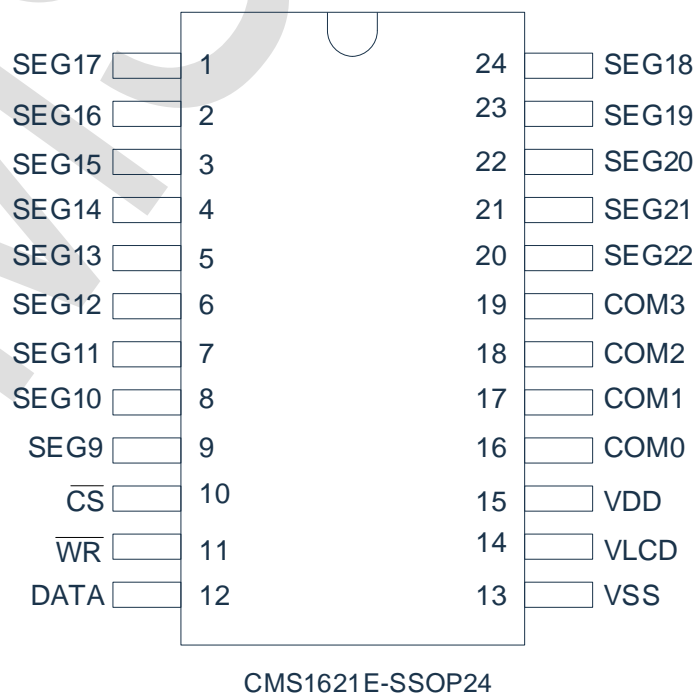 SEG17 1 24 SEG18
SEG16 2 23 SEG19
SEG15 3 22 SEG20
SEG14 4 21 SEG21
SEG13 5 20 SEG22
SEG12 6 19 COM3
SEG11 7 18 COM2
SEG10 8 17 COM1
SEG9 9 16 COM0
C̅S̅ 10 15 VDD
W̅R̅ 11 14 VLCD
DATA 12 13 VSS
CMS1621E-SSOP24